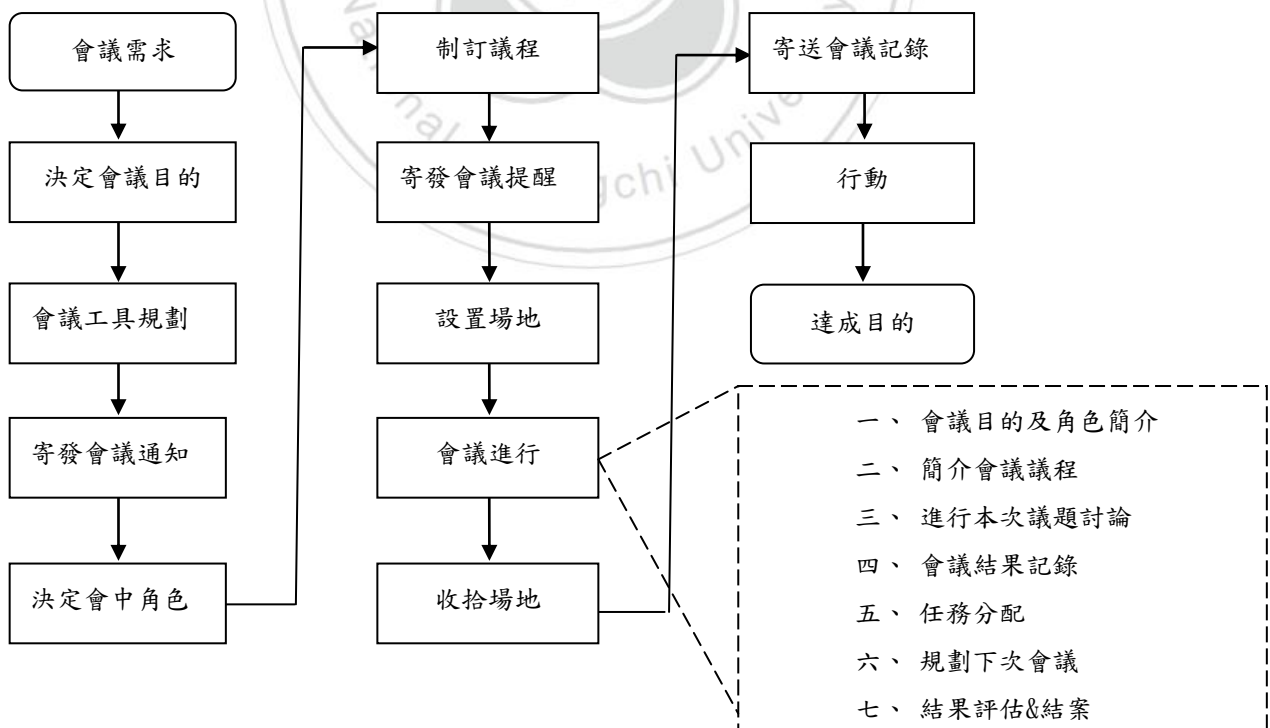 會議需求
決定會議目的
會議工具規劃
寄發會議通知
決定會中角色
制訂議程
寄發會議提醒
設置場地
會議進行
收拾場地
寄送會議記錄
行動
達成目的
一、 會議目的及角色簡介
二、 簡介會議議程
三、 進行本次議題討論
四、 會議結果記錄
五、 任務分配
六、 規劃下次會議
七、 結果評估&結案